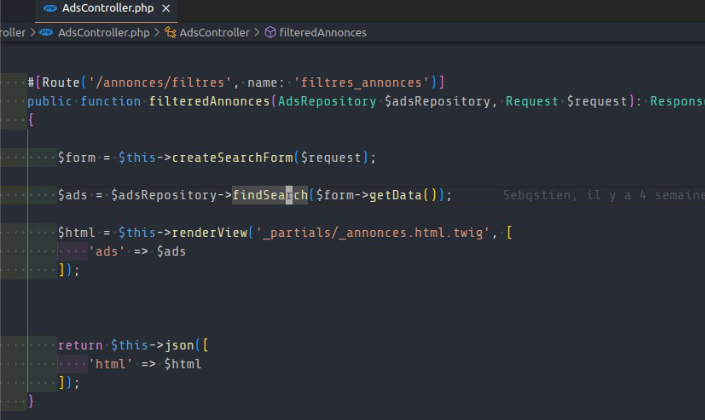 AdsController.php ×
roller > AdsController.php > AdsController > filteredAnnonces
#[Route('/annonces/filtres', name: 'filtres_annonces')]
public function filteredAnnonces(AdsRepository $adsRepository, Request $request): Respons
{
$form = $this->createSearchForm($request);
$ads = $adsRepository->findSearch($form->getData()); Sebqstien, il y a 4 semaine
$html = $this->renderView('_partials/_annonces.html.twig', [
'ads' => $ads
]);
return $this->json([
'html' => $html
]);
}